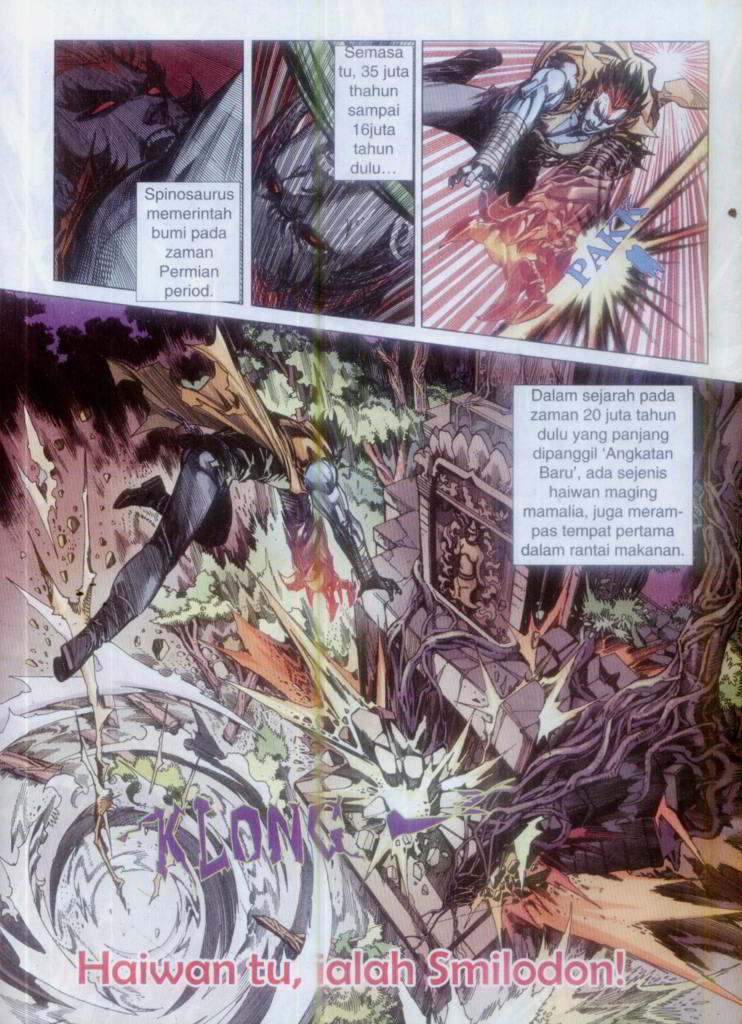 Spinosaurus
memerintah
bumi pada
zaman
Permian
period.
Semasa
tu, 35 juta
thahun
sampai
16juta
tahun
dulu...
PAKK
Dalam sejarah pada
zaman 20 juta tahun
dulu yang panjang
dipanggil 'Angkatan
Baru', ada sejenis
haiwan maging
mamalia, juga meram-
pas tempat pertama
dalam rantai makanan.
KLONG
Haiwan tu, ialah Smilodon!